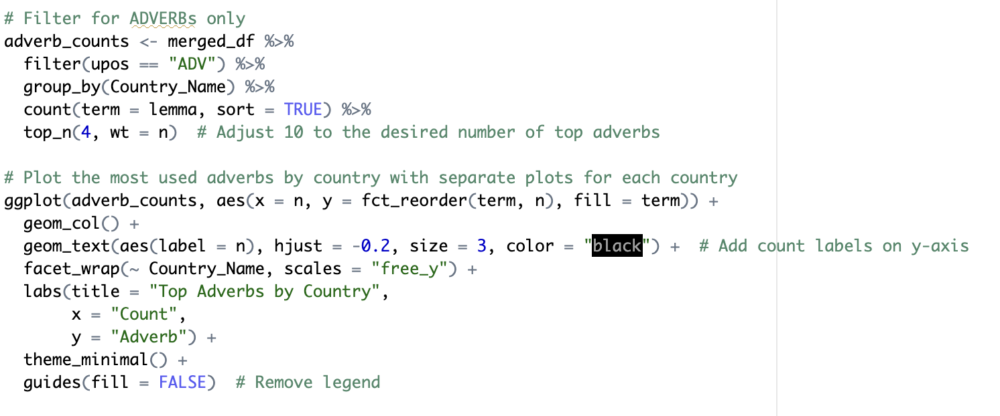 # Filter for ADVERBs only
adverb_counts <- merged_df %>%
  filter(upos == "ADV") %>%
  group_by(Country_Name) %>%
  count(term = lemma, sort = TRUE) %>%
  top_n(4, wt = n)  # Adjust 10 to the desired number of top adverbs

# Plot the most used adverbs by country with separate plots for each country
ggplot(adverb_counts, aes(x = n, y = fct_reorder(term, n), fill = term)) +
  geom_col() +
  geom_text(aes(label = n), hjust = -0.2, size = 3, color = "black") +  # Add count labels on y-axis
  facet_wrap(~ Country_Name, scales = "free_y") +
  labs(title = "Top Adverbs by Country",
       x = "Count",
       y = "Adverb") +
  theme_minimal() +
  guides(fill = FALSE)  # Remove legend